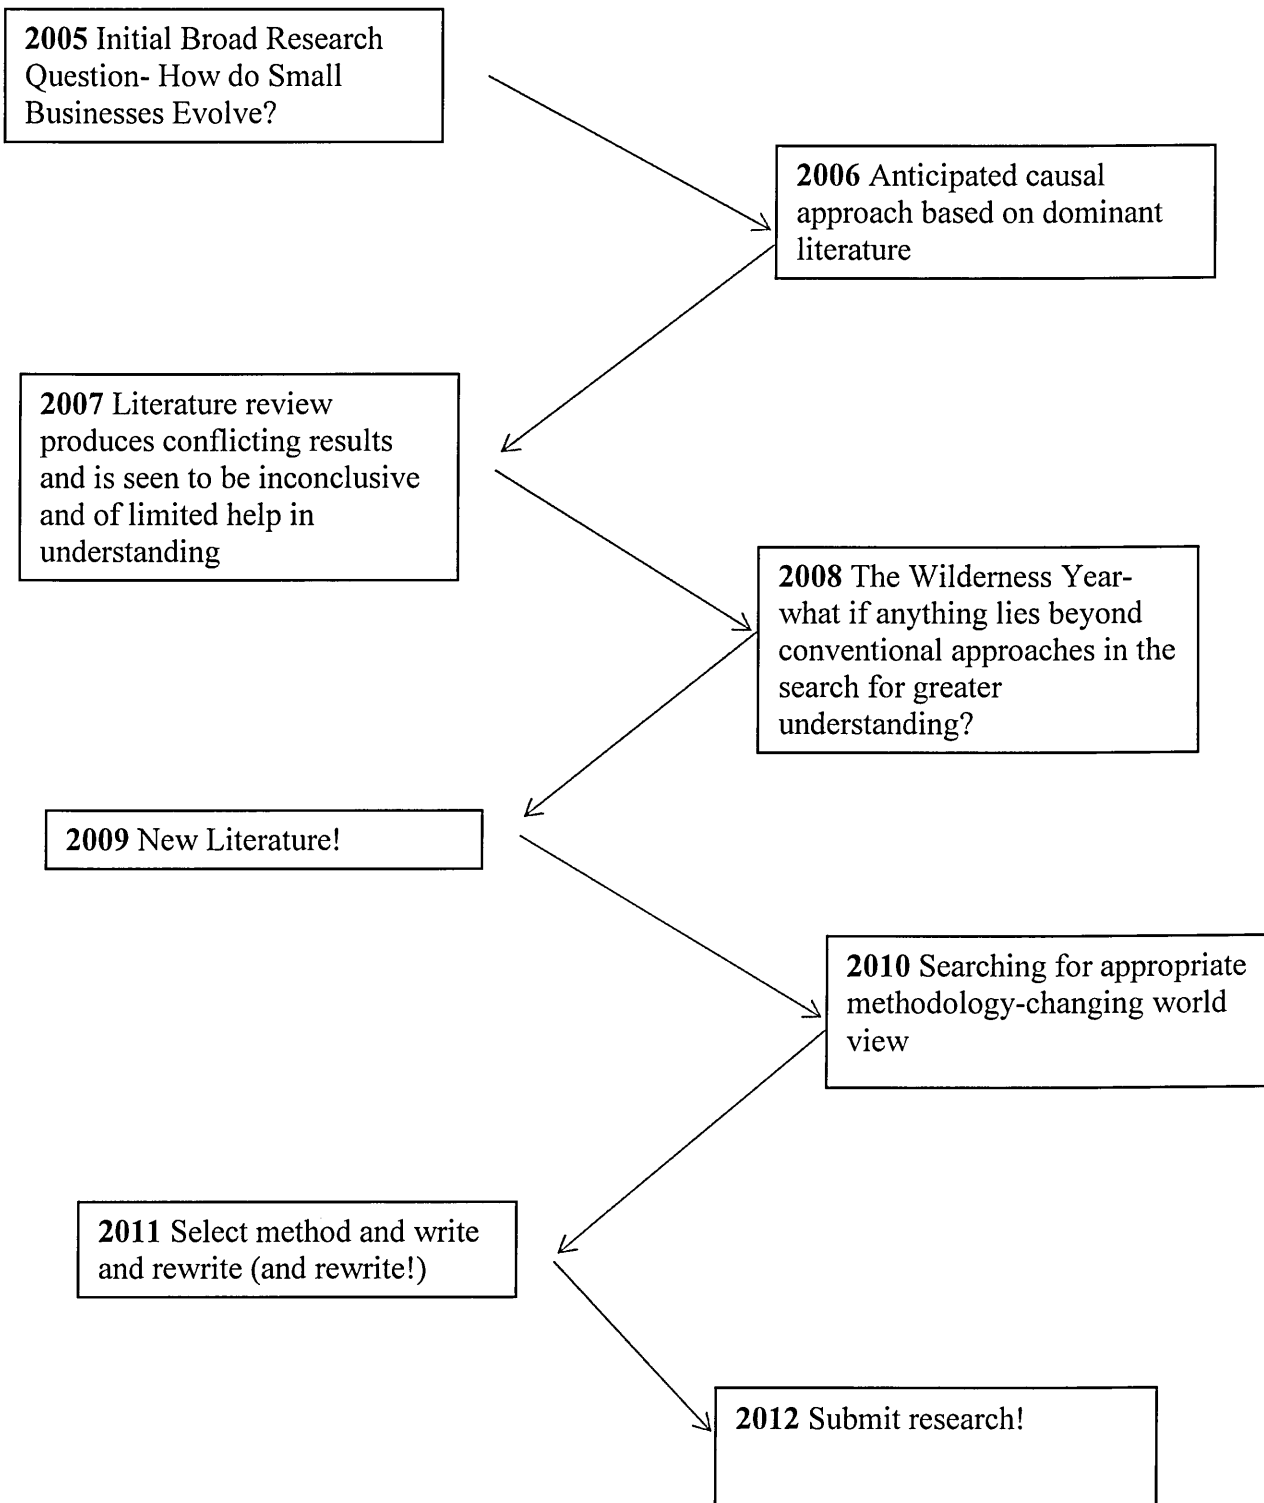 2005 Initial Broad Research
Question- How do Small
Businesses Evolve?
2006 Anticipated causal
approach based on dominant
literature
2007 Literature review
produces conflicting results
and is seen to be inconclusive
and of limited help in
understanding
2008 The Wilderness Year-
what if anything lies beyond
conventional approaches in the
search for greater
understanding?
2009 New Literature!
2010 Searching for appropriate
methodology-changing world
view
2011 Select method and write
and rewrite (and rewrite!)
2012 Submit research!